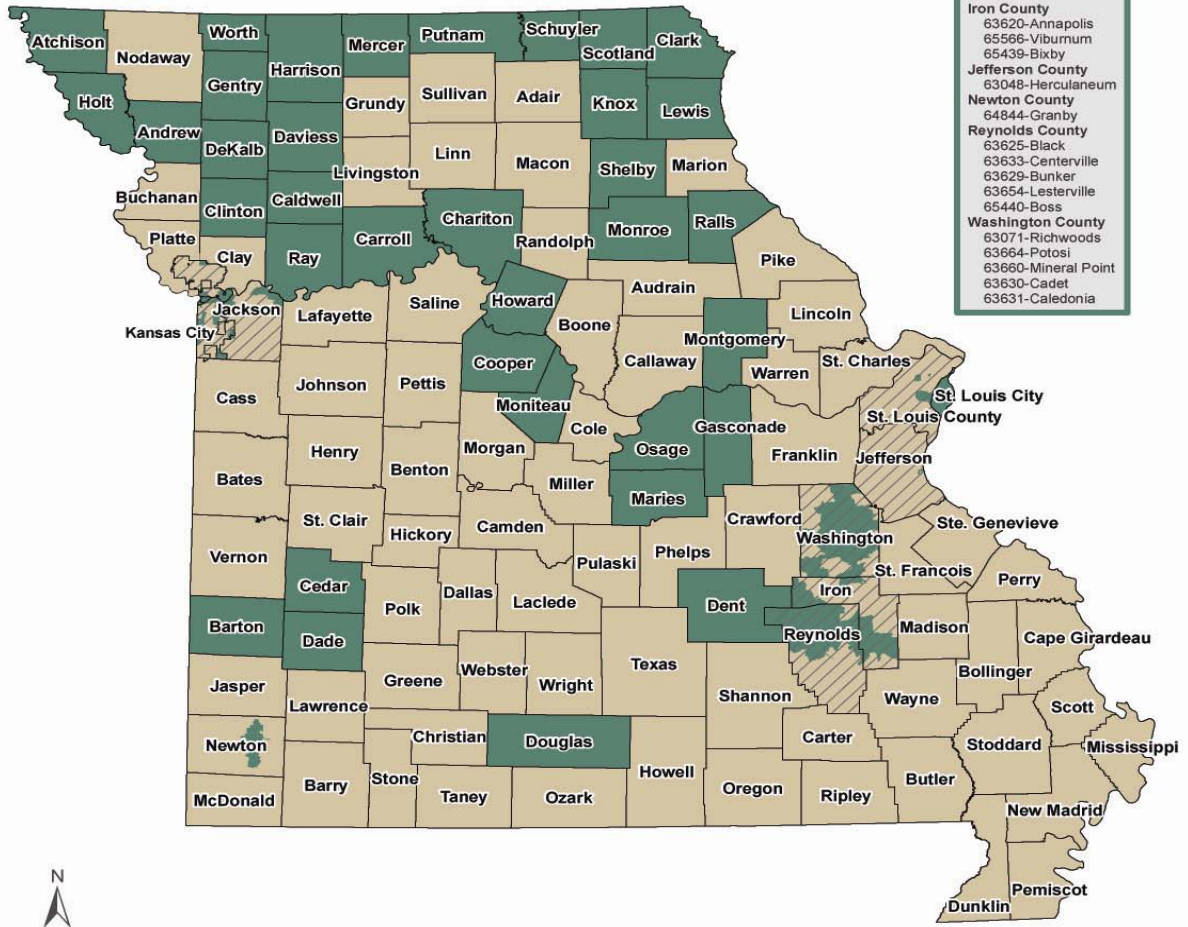 Iron County
63620-Annapolis
65566-Viburnum
65439-Bixby
Jefferson County
63048-Herculaneum
Newton County
64844-Granby
Reynolds County
63625-Black
63633-Centerville
63629-Bunker
63654-Lesterville
65440-Boss
Washington County
63071-Richwoods
63664-Potosi
63660-Mineral Point
63630-Cadet
63631-Caledonia
Atchison
Nodaway
Worth
Harrison
Mercer
Putnam
Schuyler
Scotland
Clark
Holt
Gentry
Grundy
Sullivan
Adair
Knox
Lewis
Andrew
DeKalb
Daviess
Livingston
Linn
Macon
Shelby
Marion
Buchanan
Clinton
Caldwell
Chariton
Randolph
Monroe
Ralls
Platte
Clay
Ray
Carroll
Pike
Kansas City
Jackson
Lafayette
Saline
Howard
Boone
Audrain
Lincoln
Callaway
Montgomery
Warren
St. Charles
St. Louis City
St. Louis County
Cass
Johnson
Pettis
Cooper
Moniteau
Cole
Osage
Gasconade
Franklin
Jefferson
Bates
Henry
Benton
Morgan
Miller
Maries
St. Clair
Hickory
Camden
Pulaski
Phelps
Crawford
Washington
Ste. Genevieve
St. Francois
Perry
Vernon
Cedar
Polk
Dallas
Laclede
Dent
Iron
Reynolds
Madison
Cape Girardeau
Bollinger
Barton
Dade
Greene
Webster
Wright
Texas
Shannon
Wayne
Scott
Jasper
Lawrence
Christian
Douglas
Carter
Stoddard
Mississippi
Newton
McDonald
Barry
Stone
Taney
Ozark
Howell
Oregon
Ripley
Butler
New Madrid
Pemiscot
Dunklin
N